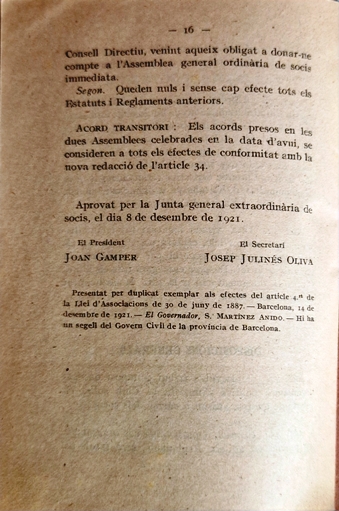 — 16 —
Consell Directiu, venint aqueix obligat a donar-ne
compte a l'Assemblea general ordinària de socis
immediata.
Segon. Queden nuls i sense cap efecte tots els
Estatuts i Reglaments anteriors.
ACORD TRANSITORI : Els acords presos en les
dues Assemblees celebrades en la data d'avui, se
consideren a tots els efectes de conformitat amb la
nova redacció de l'article 34.
Aprovat per la Junta general extraordinària de
socis, el dia 8 de desembre de 1921.
El President
El Secretari
JOAN GAMPER
JOSEP JULINÉS OLIVA
Presentat per duplicat exemplar als efectes del article 4.º de
la Llei d'Associacions de 30 de juny de 1887. — Barcelona, 14 de
desembre de 1921. — El Governador, S. MARTÍNEZ ANIDO. — Hi ha
un segell del Govern Civil de la província de Barcelona.